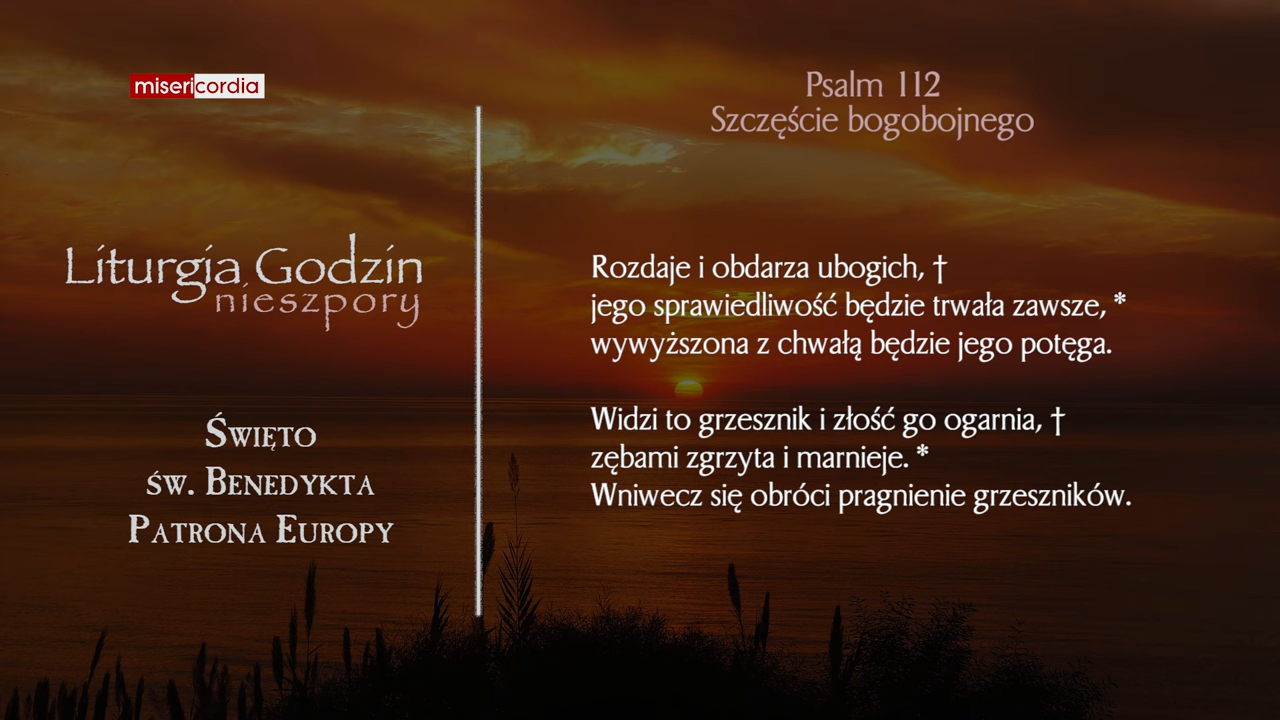 misericordia
Liturgia Godzin
nieszpory
Święto
św. Benedykta
Patrona Europy
Psalm 112
Szczęście bogobojnego
Rozdaje i obdarza ubogich, †
jego sprawiedliwość będzie trwała zawsze, *
wywyższona z chwałą będzie jego potęga.
Widzi to grzesznik i złość go ogarnia, †
zębami zgrzyta i marnieje. *
Wniwecz się obróci pragnienie grzeszników.